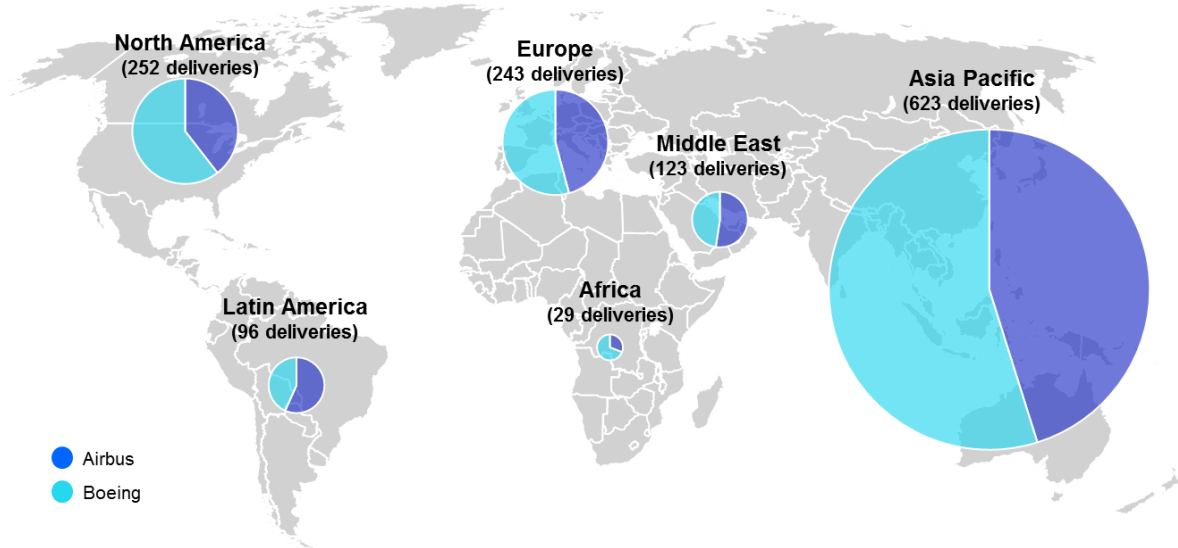 North America
(252 deliveries)
Europe
(243 deliveries)
Asia Pacific
(623 deliveries)
Middle East
(123 deliveries)
Latin America
(96 deliveries)
Africa
(29 deliveries)
Airbus
Boeing